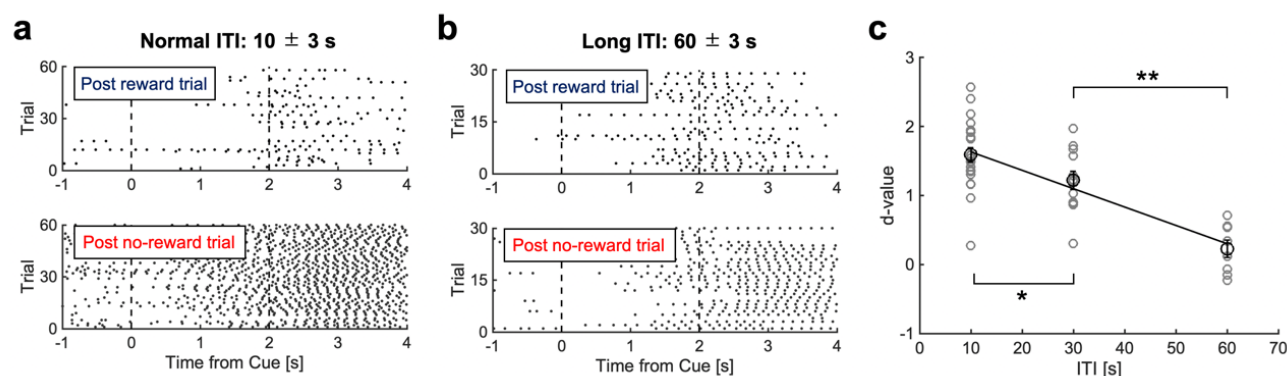 a
Normal ITI: 10 ± 3 s
Post reward trial
Trial
60
30
0
-1 0 1 2 3 4
Post no-reward trial
Trial
60
30
0
-1 0 1 2 3 4
Time from Cue [s]
b
Long ITI: 60 ± 3 s
Post reward trial
Trial
30
15
0
-1 0 1 2 3 4
Post no-reward trial
Trial
30
15
0
-1 0 1 2 3 4
Time from Cue [s]
c
**
*
d-value
3
2
1
0
-1
0 10 20 30 40 50 60 70
ITI [s]